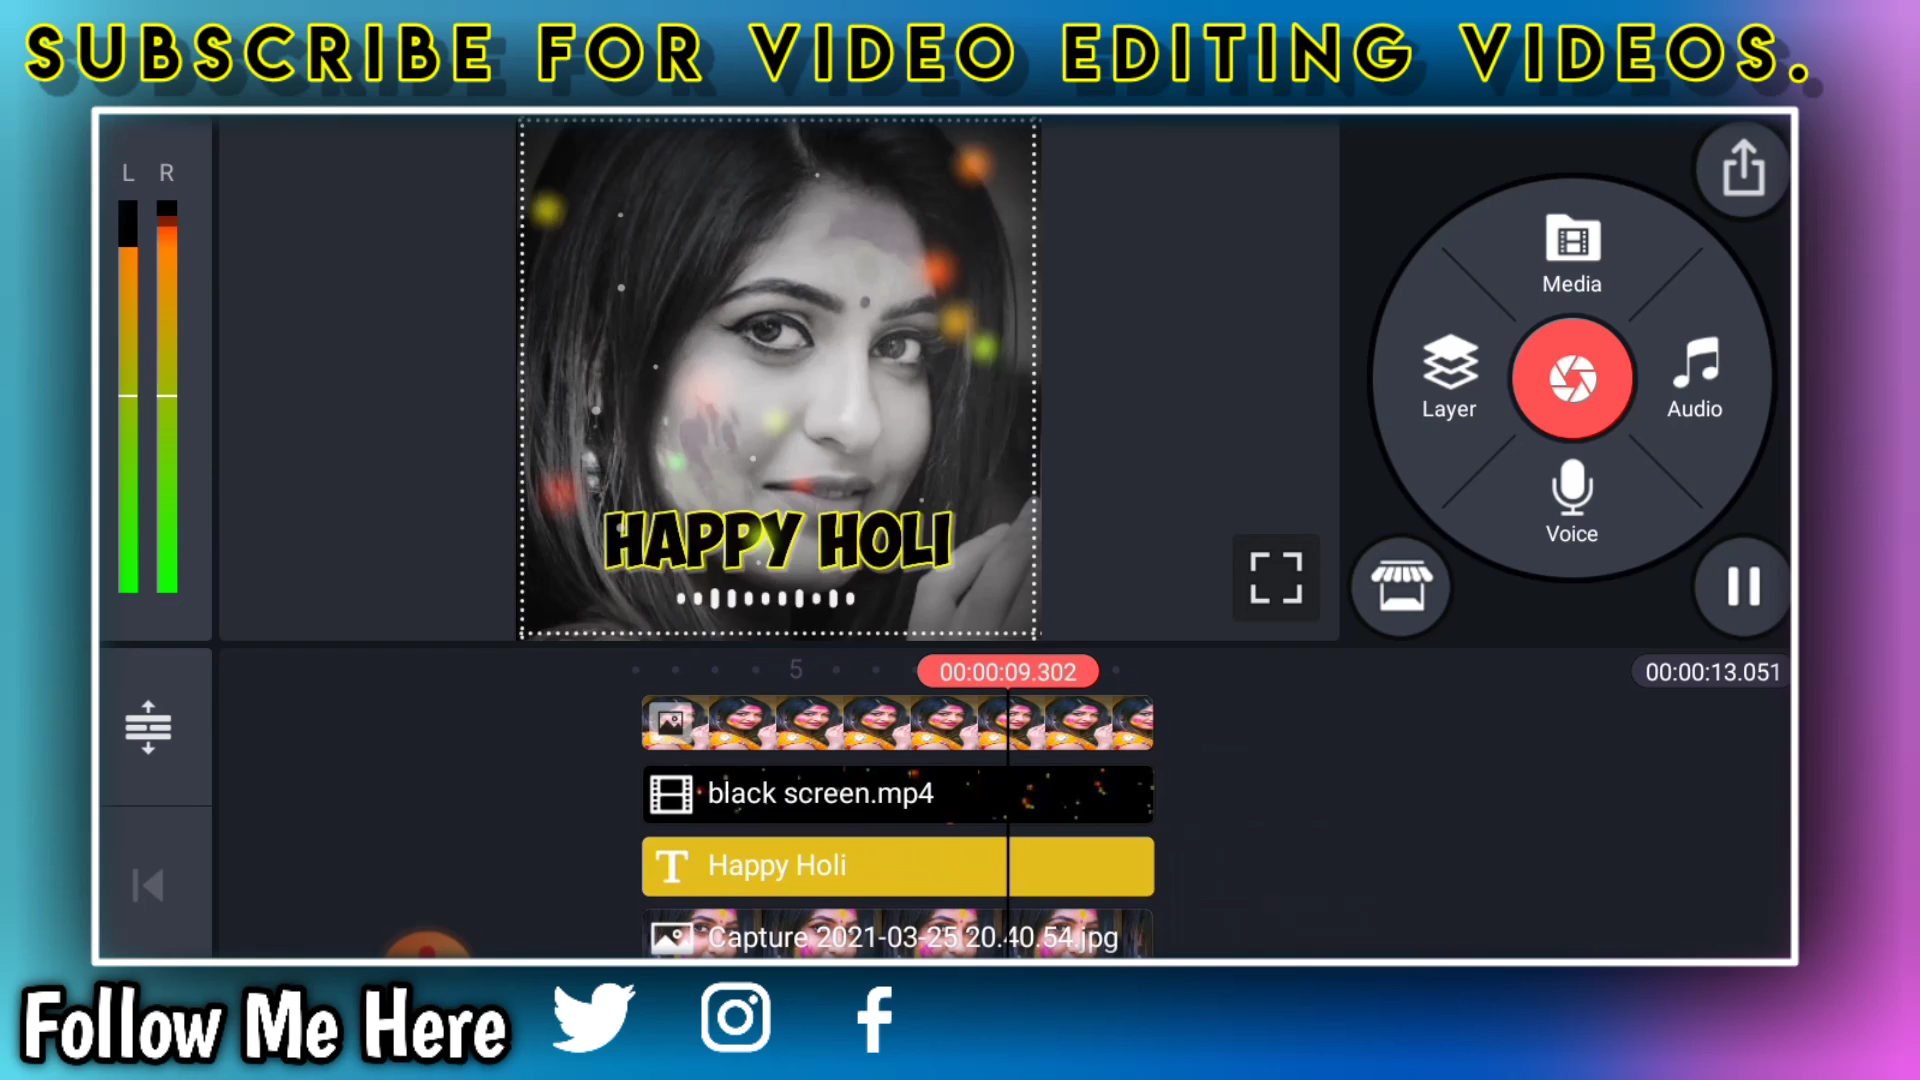 SUBSCRIBE FOR VIDEO EDITING VIDEOS.
L R
Media
Layer
Audio
Voice
HAPPY HOLI
5
00:00:09.302
00:00:13.051
black screen.mp4
T Happy Holi
Capture 2021-03-25 20.40.54.jpg
Follow Me Here